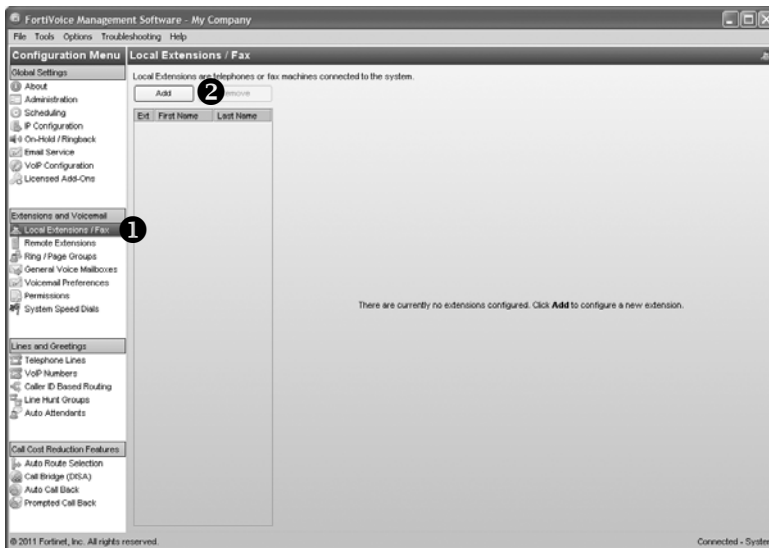 FortiVoice Management Software - My Company
File Tools Options Troubleshooting Help
Configuration Menu
Local Extensions / Fax
Global Settings
About
Administration
Scheduling
IP Configuration
On-Hold / Ringback
Email Service
VoIP Configuration
Licensed Add-Ons
Extensions and Voicemail
Local Extensions / Fax
1
Remote Extensions
Ring / Page Groups
General Voice Mailboxes
Voicemail Preferences
Permissions
System Speed Dials
Lines and Greetings
Telephone Lines
VoIP Numbers
Caller ID Based Routing
Line Hunt Groups
Auto Attendants
Call Cost Reduction Features
Auto Route Selection
Call Bridge (DISA)
Auto Call Back
Prompted Call Back
Local Extensions are telephones or fax machines connected to the system.
Add 2 emove
Ext First Name Last Name
There are currently no extensions configured. Click Add to configure a new extension.
© 2011 Fortinet, Inc. All rights reserved.
Connected - System